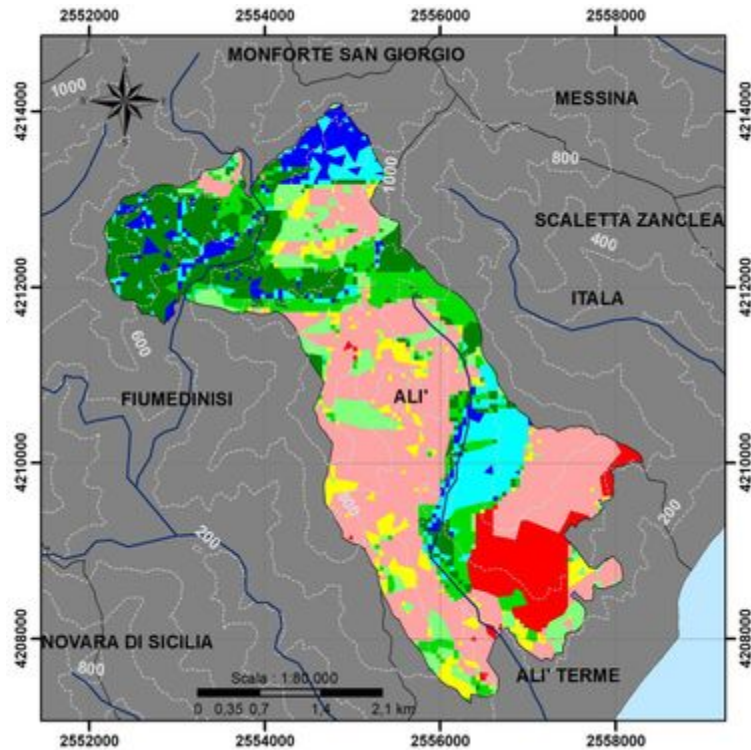 2552000 2554000 2556000 2558000
MONFORTE SAN GIORGIO
1000
N
MESSINA
4214000 4214000
800
1000
SCALETTA ZANCLEA
400
4212000 4212000
ITALA
600
FIUMEDINISI
ALI'
4210000 4210000
200
200
4208000 4208000
NOVARA DI SICILIA
800
Scala : 1:80.000
ALI' TERME
0 0,35 0,7 1,4 2,1 km
2552000 2554000 2556000 2558000